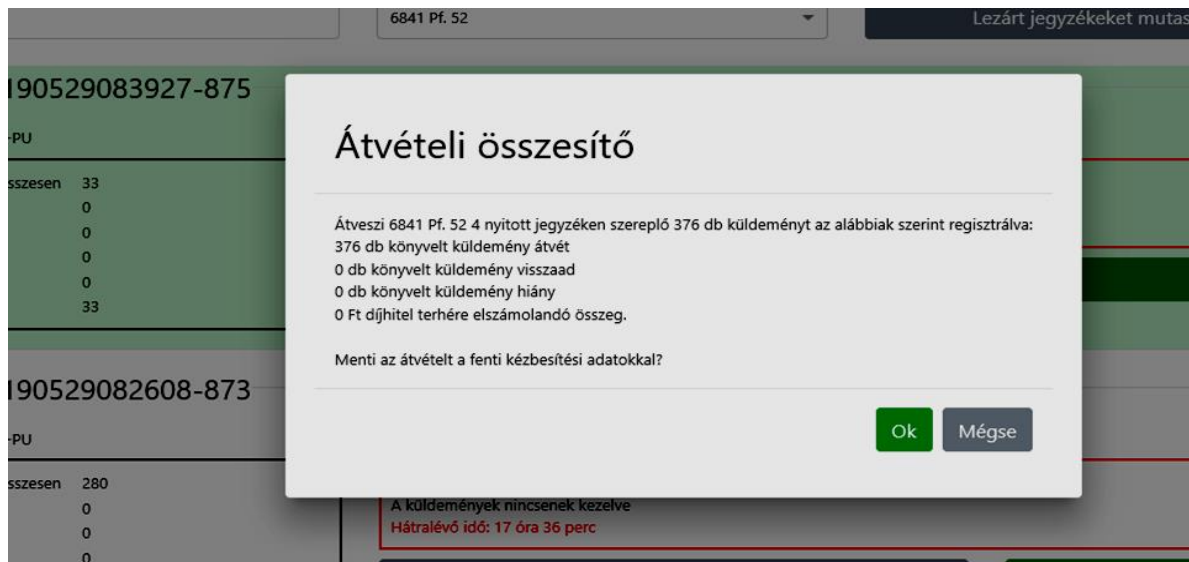 6841 Pf. 52
Lezárt jegyzékeket mutas
190529083927-875
-PU
sszesen 33
0
0
0
0
33
Átvételi összesítő
Átveszi 6841 Pf. 52 4 nyitott jegyzéken szereplő 376 db küldeményt az alábbiak szerint regisztrálva:
376 db könyvelt küldemény átvét
0 db könyvelt küldemény visszaad
0 db könyvelt küldemény hiány
0 Ft díjhitel terhére elszámolandó összeg.
Menti az átvételt a fenti kézbesítési adatokkal?
Ok Mégse
190529082608-873
-PU
sszesen 280
0
0
0
A küldemények nincsenek kezelve
Hátralévő idő: 17 óra 36 perc